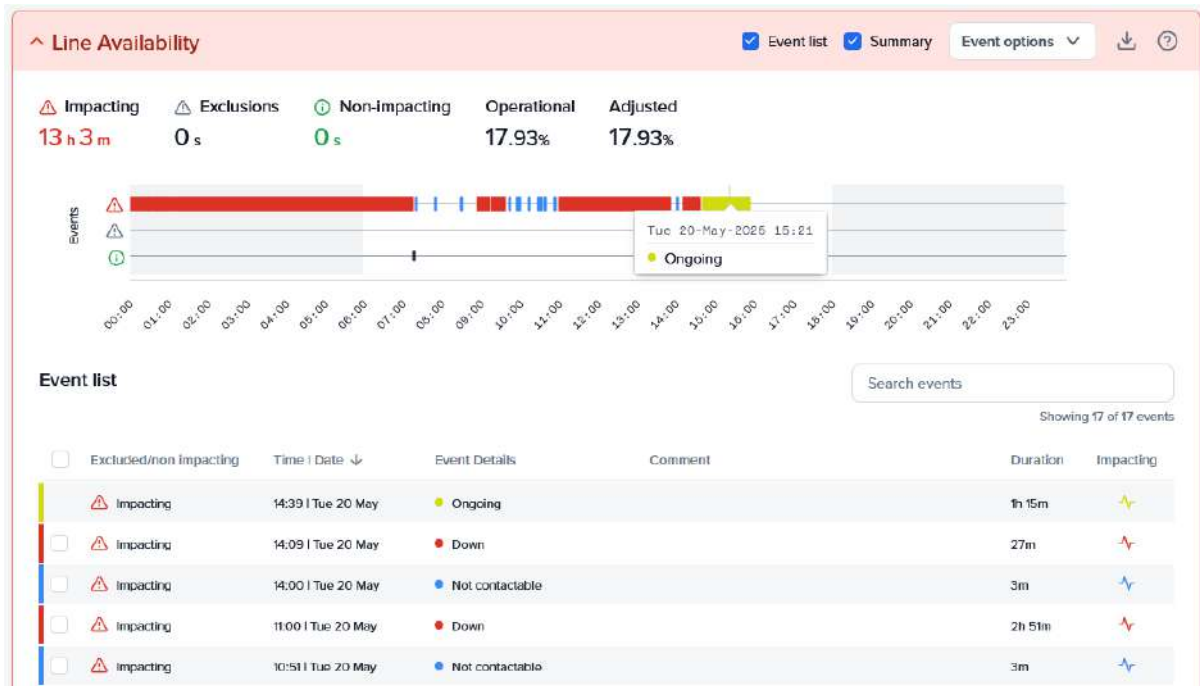 Line Availability
Event list Summary Event options
Impacting Exclusions Non-impacting Operational Adjusted
13 h 3 m 0 s 0 s 17.93% 17.93%
Events
Tue 20-May-2025 15:21
Ongoing
00:00 01:00 02:00 03:00 04:00 05:00 06:00 07:00 08:00 09:00 10:00 11:00 12:00 13:00 14:00 15:00 16:00 17:00 18:00 19:00 20:00 21:00 22:00 23:00
Event list
Search events
Showing 17 of 17 events
Excluded/non impacting Time | Date Event Details Comment Duration Impacting
Impacting 14:39 | Tue 20 May Ongoing 1h 15m
Impacting 14:09 | Tue 20 May Down 27m
Impacting 14:00 | Tue 20 May Not contactable 3m
Impacting 11:00 | Tue 20 May Down 2h 51m
Impacting 10:51 | Tue 20 May Not contactable 3m